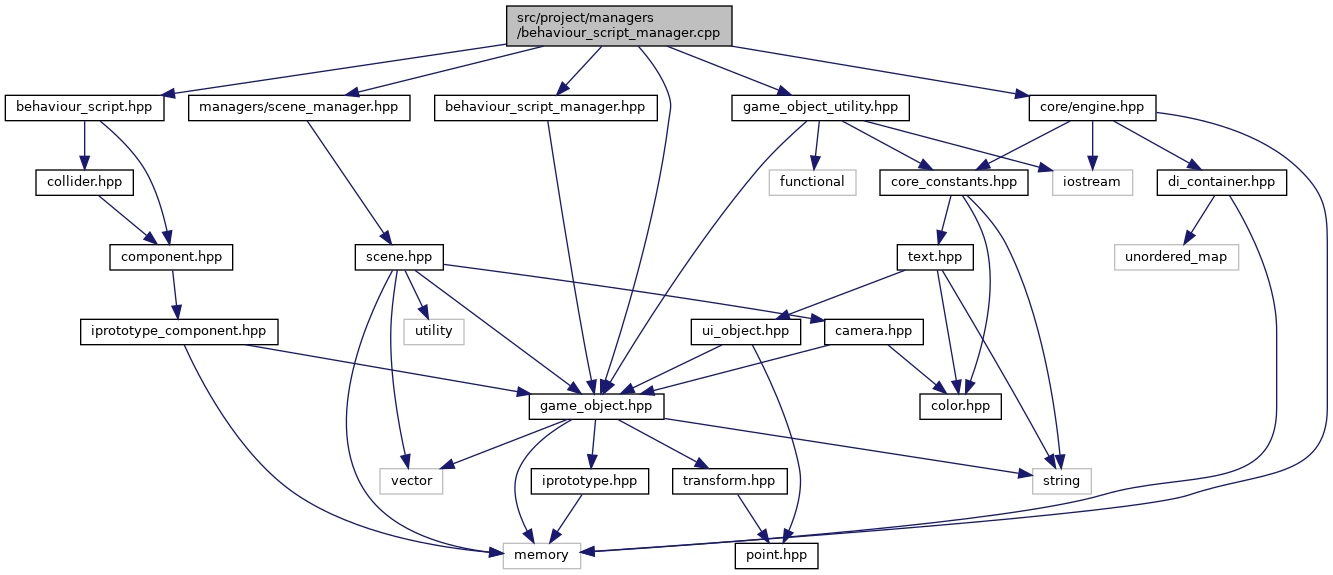 src/project/managers
/behaviour_script_manager.cpp
behaviour_script.hpp
managers/scene_manager.hpp
behaviour_script_manager.hpp
game_object_utility.hpp
core/engine.hpp
collider.hpp
functional
core_constants.hpp
iostream
di_container.hpp
component.hpp
scene.hpp
text.hpp
unordered_map
iprototype_component.hpp
utility
ui_object.hpp
camera.hpp
game_object.hpp
color.hpp
vector
iprototype.hpp
transform.hpp
string
memory
point.hpp